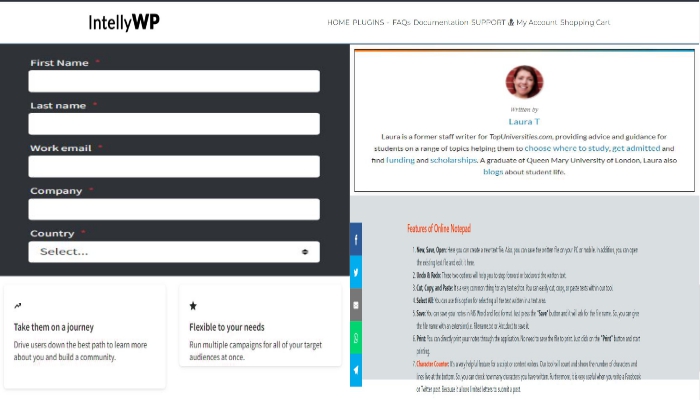 IntellyWP
HOME PLUGINS - FAQs Documentation SUPPORT My Account Shopping Cart
First Name *
Last name *
Work email *
Company *
Country *
Select...
Take them on a journey
Drive users down the best path to learn more
about you and build a community.
Flexible to your needs
Run multiple campaigns for all of your target
audiences at once.
Written by
Laura T
Laura is a former staff writer for TopUniversities.com, providing advice and guidance for
students on a range of topics helping them to choose where to study, get admitted and
find funding and scholarships. A graduate of Queen Mary University of London, Laura also
blogs about student life.
Features of Online Notepad
1. New, Save, Open: Here you can create a new text file. Also, you can save the written file on your PC or mobile. In addition, you can open
the existing text file and edit it here.
2. Undo & Redo: These two options will help you to step forward or backward the written text.
3. Cut, Copy, and Paste: It's a very common thing for any text editor. You can easily cut, copy, or paste texts within our tool.
4. Select All: You can use this option for selecting all the text written in a text area.
5. Save: You can save your notes in MS Word and text format. Just press the "Save" button and it will ask for the file name. So, you can give
the file name with an extension i.e. filename.txt or .doc to save it.
6. Print: You can directly print your notes through the application. No need to save the file to print. Just click on the "Print" button and start
printing.
7. Character Counter: It's a very helpful feature for a script or content writers. Our tool will count and shows the number of characters and
lines live at the bottom. So, you can check how many characters you have written. Furthermore, it is very useful when you write a Facebook
or Twitter post. Because it allows limited letters to submit a post.